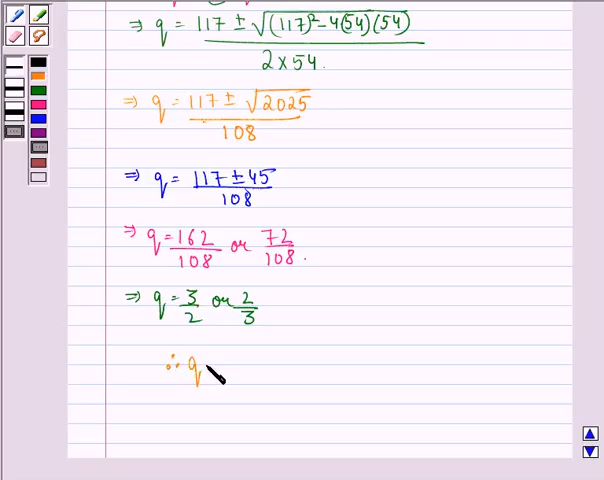 ⇒ q = 117 ± √(117)² - 4(54)(54)
2 × 54.
⇒ q = 117 ± √2025
108
⇒ q = 117 ± 45
108
⇒ q = 162/108 or 72/108.
⇒ q = 3/2 or 2/3
∴ q